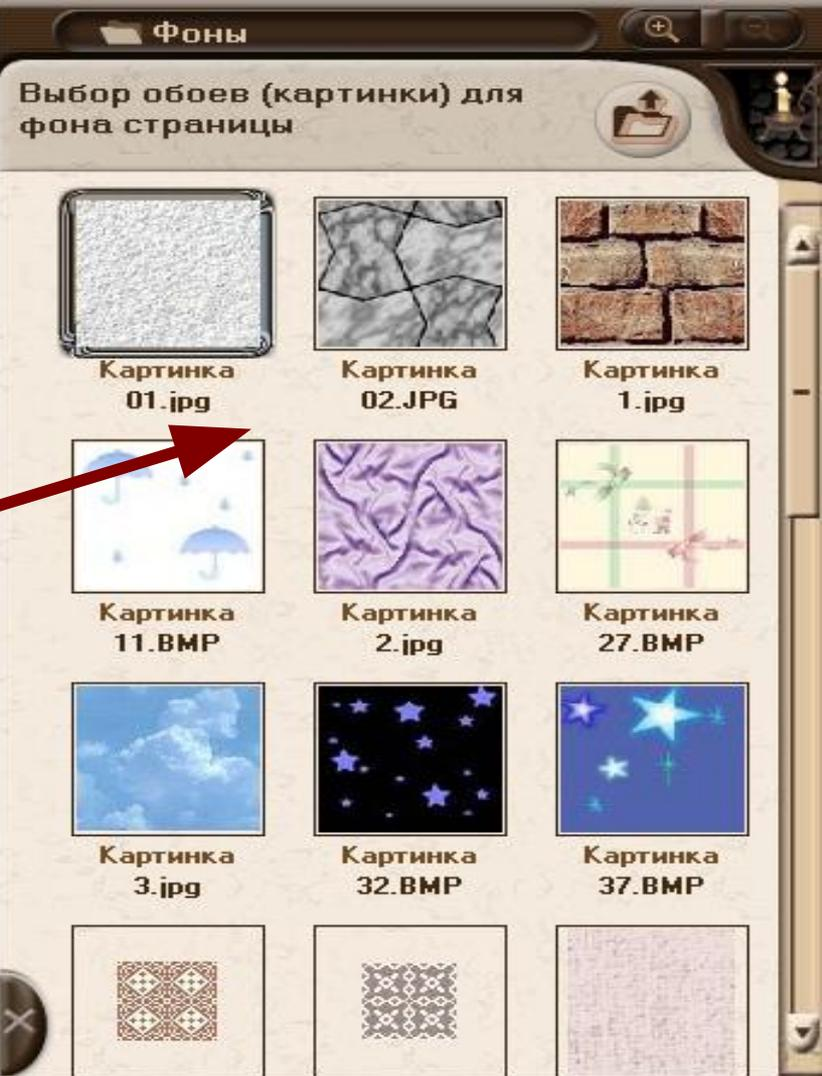 Фоны
Выбор обоев (картинки) для
фона страницы
Картинка
01.jpg
Картинка
02.JPG
Картинка
1.jpg
Картинка
11.BMP
Картинка
2.jpg
Картинка
27.BMP
Картинка
3.jpg
Картинка
32.BMP
Картинка
37.BMP